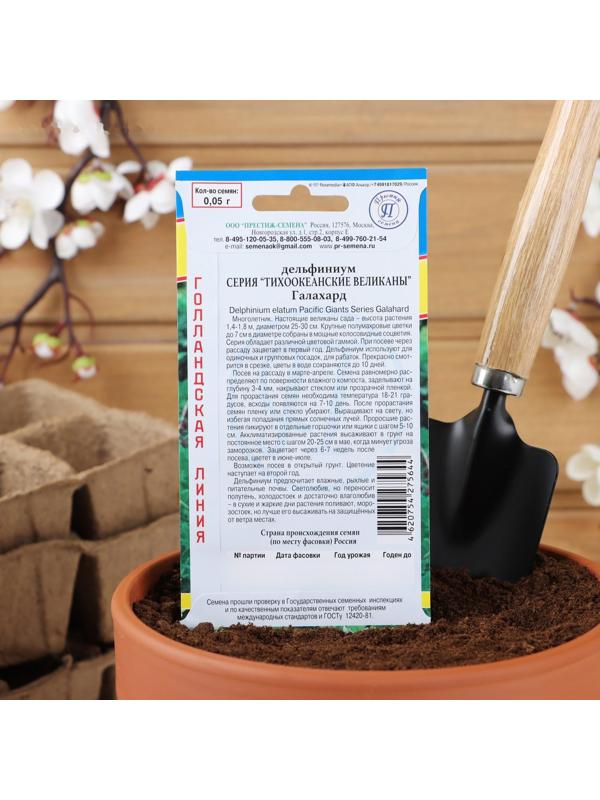 Кол-во семян:
0,05 г
Престиж
семена
ООО "ПРЕСТИЖ-СЕМЕНА" Россия, 127576, Москва,
Новгородская ул, д.1, стр.2, корпус Е
тел.: 8-495-120-05-35, 8-800-555-08-03, 8-499-760-21-54
e-mail: semenaok@gmail.com www.pr-semena.ru
ГОЛЛАНДСКАЯ ЛИНИЯ
дельфиниум
СЕРИЯ "ТИХООКЕАНСКИЕ ВЕЛИКАНЫ"
Галахард
Delphinium elatum Pacific Giants Series Galahard
Многолетник. Настоящие великаны сада – высота растения
1,4-1,8 м, диаметром 25-30 см. Крупные полумахровые цветки
до 7 см в диаметре собраны в мощные колосовидные соцветия.
Серия обладает различной цветовой гаммой. При посеве через
рассаду зацветает в первый год. Дельфиниум используют для
одиночных и групповых посадок, для рабаток. Прекрасно смот-
рится в срезке, цветы в воде сохраняются до 10 дней.
Посев на рассаду в марте-апреле. Семена равномерно рас-
пределяют по поверхности влажного компоста, заделывают на
глубину 3-4 мм, накрывают стеклом или прозрачной пленкой.
Для прорастания семян необходима температура 18-21 гра-
дусов, всходы появляются на 7-10 день. После прорастания
семян пленку или стекло убирают. Выращивают на свету, но
избегая попадания прямых солнечных лучей. Проросшие рас-
тения пикируют в отдельные горшочки или ящики с шагом 5-10
см. Акклиматизированные растения высаживают в грунт на
постоянное место с шагом 20-25 см в мае, когда минует угроза
заморозков. Зацветает через 6-7 недель после
посева, цветет в июне-июле.
Возможен посев в открытый грунт. Цветение
наступает на второй год.
Дельфиниум предпочитает влажные, рыхлые и
питательные почвы. Светолюбив, но переносит
полутень, холодостоек и достаточно влаголюбив
– в сухие и жаркие дни растения поливают, мороз-
остоек, но лучше его высаживать на защищённых
от ветра местах.
4620754275644
Страна происхождения семян
(по месту фасовки) Россия
№ партии Дата фасовки Год урожая Годен до
Семена прошли проверку в Государственных семенных инспекциях
и по качественным показателям отвечают требованиям
международных стандартов и ГОСТу 12420-81.